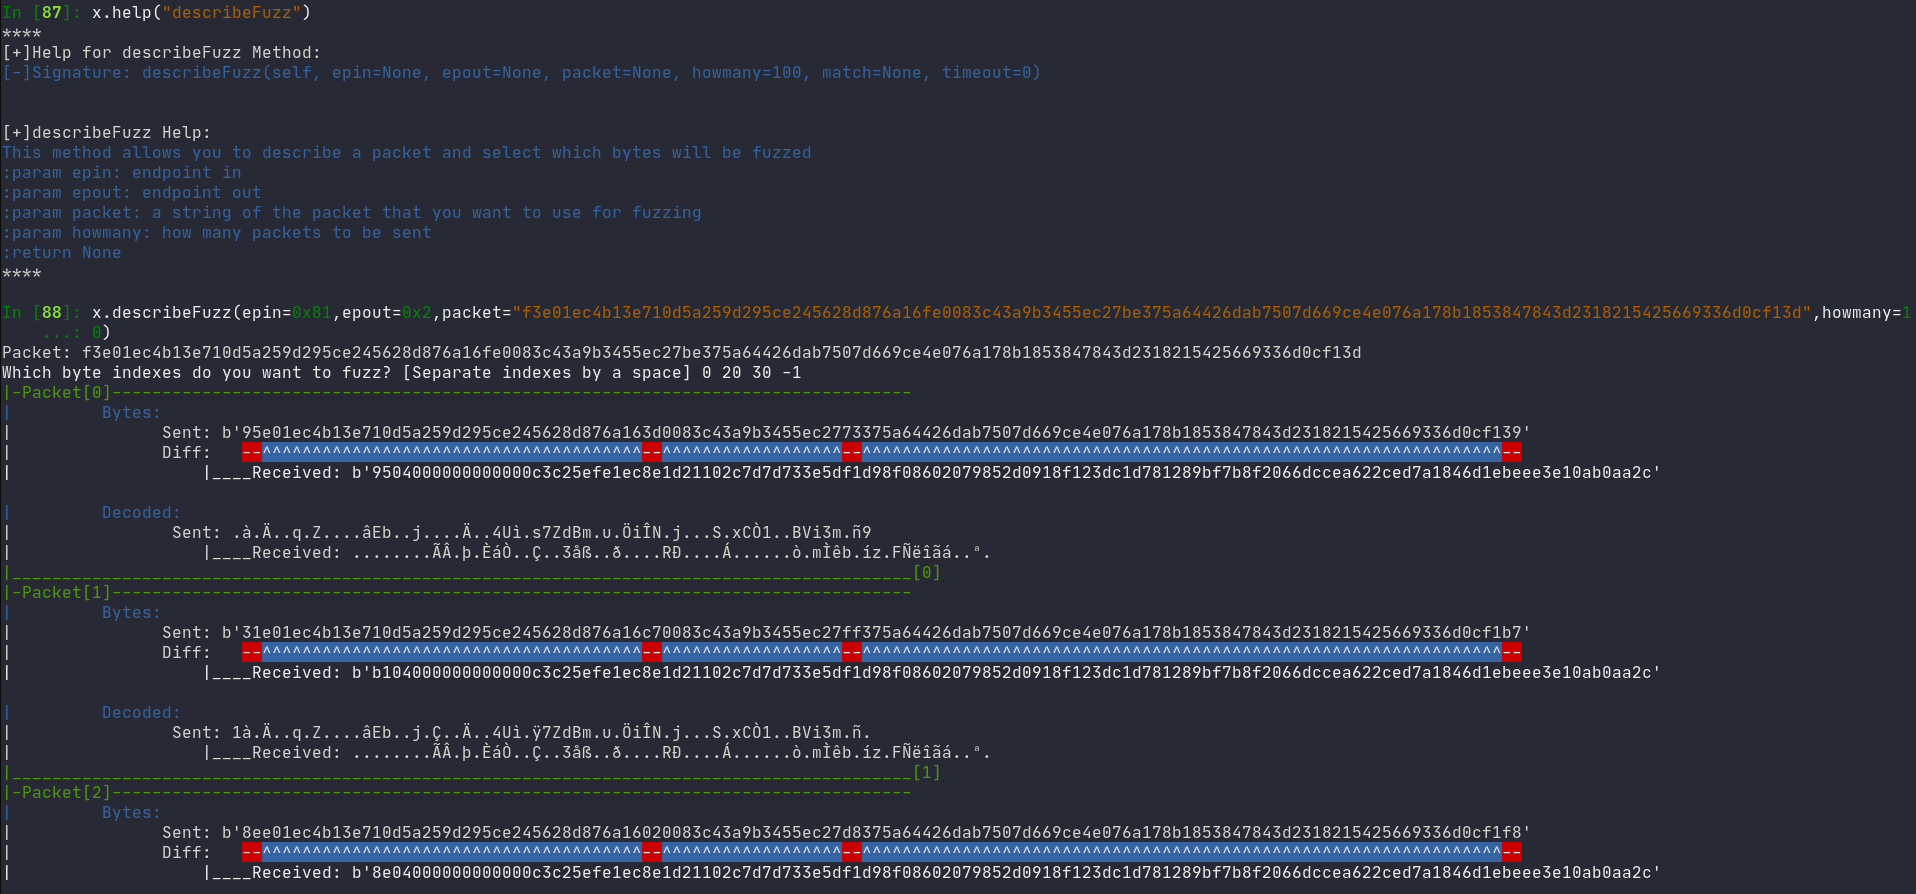 In [87]: x.help("describeFuzz")
****
[+]Help for describeFuzz Method:
[-]Signature: describeFuzz(self, epin=None, epout=None, packet=None, howmany=100, match=None, timeout=0)
[+]describeFuzz Help:
This method allows you to describe a packet and select which bytes will be fuzzed
:param epin: endpoint in
:param epout: endpoint out
:param packet: a string of the packet that you want to use for fuzzing
:param howmany: how many packets to be sent
:return None
****
In [88]: x.describeFuzz(epin=0x81,epout=0x2,packet="f3e01ec4b13e710d5a259d295ce245628d876a16fe0083c43a9b3455ec27be375a64426dab7507d669ce4e076a178b1853847843d2318215425669336d0cf13d",howmany=1
...: 0)
Packet: f3e01ec4b13e710d5a259d295ce245628d876a16fe0083c43a9b3455ec27be375a64426dab7507d669ce4e076a178b1853847843d2318215425669336d0cf13d
Which byte indexes do you want to fuzz? [Separate indexes by a space] 0 20 30 -1
|-Packet[0]--------------------------------------------------------------------------------
|         Bytes:
|               Sent: b'95e01ec4b13e710d5a259d295ce245628d876a163d0083c43a9b3455ec2773375a64426dab7507d669ce4e076a178b1853847843d2318215425669336d0cf139'
|               Diff:   --^^^^^^^^^^^^^^^^^^^^^^^^^^^^^^^^^^^^^^--^^^^^^^^^^^^^^^^^^--^^^^^^^^^^^^^^^^^^^^^^^^^^^^^^^^^^^^^^^^^^^^^^^^^^^^^^^^^^^^^^^^--
|                   |____Received: b'9504000000000000c3c25efe1ec8e1d21102c7d7d733e5df1d98f08602079852d0918f123dc1d781289bf7b8f2066dccea622ced7a1846d1ebeee3e10ab0aa2c'
|         Decoded:
|                Sent: .à.Ä..q.Z....âEb..j....Ä..4Uì.s7ZdBm.u.ÖiÎN.j...S.xCÒ1..BVi3m.ñ9
|                   |____Received: ........ÃÂ.þ.ÈáÒ..Ç..3åß..ð....RÐ....Á......ò.mÌêb.íz.FÑëîãá..ª.
|__________________________________________________________________________________________[0]
|-Packet[1]--------------------------------------------------------------------------------
|         Bytes:
|               Sent: b'31e01ec4b13e710d5a259d295ce245628d876a16c70083c43a9b3455ec27ff375a64426dab7507d669ce4e076a178b1853847843d2318215425669336d0cf1b7'
|               Diff:   --^^^^^^^^^^^^^^^^^^^^^^^^^^^^^^^^^^^^^^--^^^^^^^^^^^^^^^^^^--^^^^^^^^^^^^^^^^^^^^^^^^^^^^^^^^^^^^^^^^^^^^^^^^^^^^^^^^^^^^^^^^--
|                   |____Received: b'b104000000000000c3c25efe1ec8e1d21102c7d7d733e5df1d98f08602079852d0918f123dc1d781289bf7b8f2066dccea622ced7a1846d1ebeee3e10ab0aa2c'
|         Decoded:
|                Sent: 1à.Ä..q.Z....âEb..j.Ç..Ä..4Uì.ÿ7ZdBm.u.ÖiÎN.j...S.xCÒ1..BVi3m.ñ.
|                   |____Received: ........ÃÂ.þ.ÈáÒ..Ç..3åß..ð....RÐ....Á......ò.mÌêb.íz.FÑëîãá..ª.
|__________________________________________________________________________________________[1]
|-Packet[2]--------------------------------------------------------------------------------
|         Bytes:
|               Sent: b'8ee01ec4b13e710d5a259d295ce245628d876a16020083c43a9b3455ec27d8375a64426dab7507d669ce4e076a178b1853847843d2318215425669336d0cf1f8'
|               Diff:   --^^^^^^^^^^^^^^^^^^^^^^^^^^^^^^^^^^^^^^--^^^^^^^^^^^^^^^^^^--^^^^^^^^^^^^^^^^^^^^^^^^^^^^^^^^^^^^^^^^^^^^^^^^^^^^^^^^^^^^^^^^--
|                   |____Received: b'8e04000000000000c3c25efe1ec8e1d21102c7d7d733e5df1d98f08602079852d0918f123dc1d781289bf7b8f2066dccea622ced7a1846d1ebeee3e10ab0aa2c'